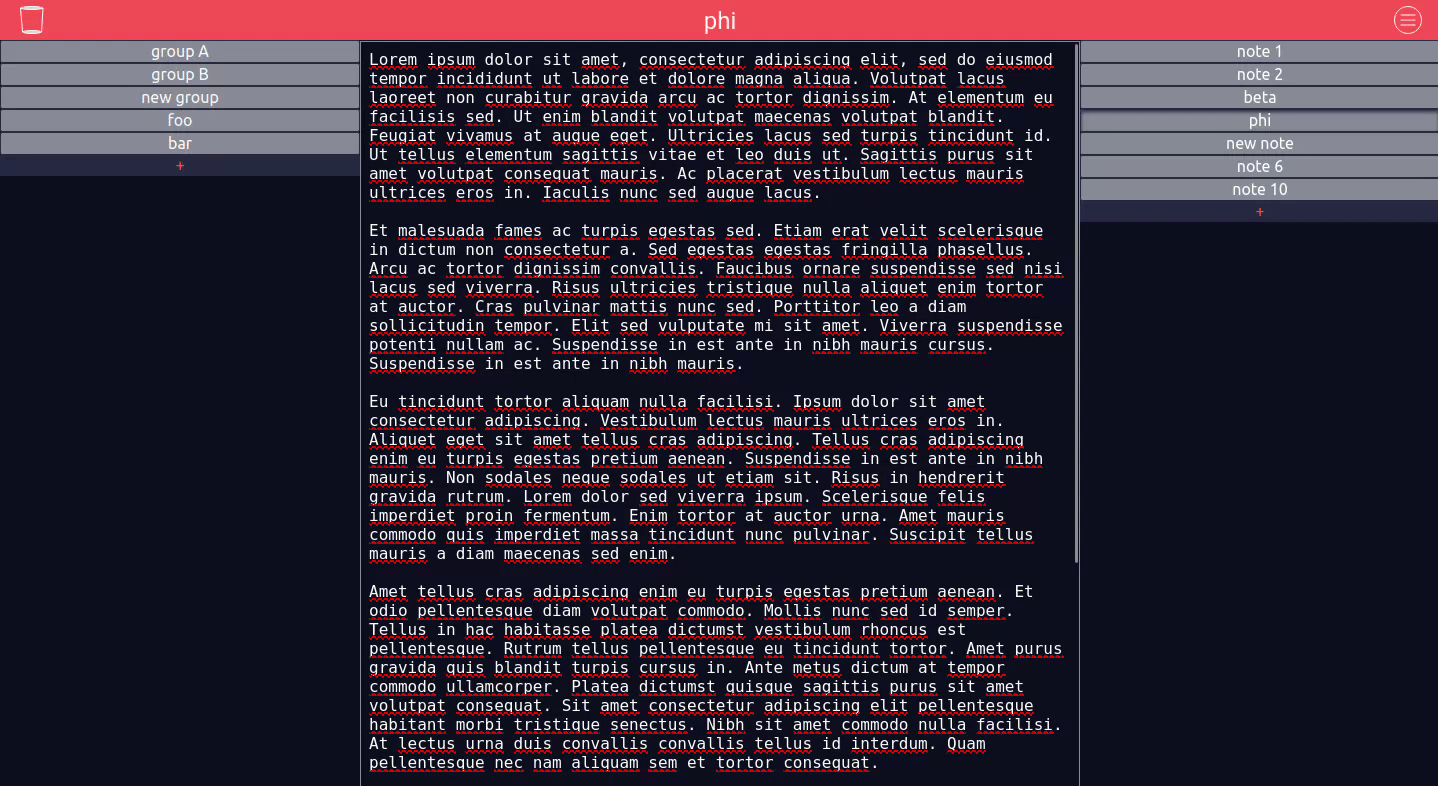 phi
group A
group B
new group
foo
bar
+
Lorem ipsum dolor sit amet, consectetur adipiscing elit, sed do eiusmod
tempor incididunt ut labore et dolore magna aliqua. Volutpat lacus
laoreet non curabitur gravida arcu ac tortor dignissim. At elementum eu
facilisis sed. Ut enim blandit volutpat maecenas volutpat blandit.
Feugiat vivamus at augue eget. Ultricies lacus sed turpis tincidunt id.
Ut tellus elementum sagittis vitae et leo duis ut. Sagittis purus sit
amet volutpat consequat mauris. Ac placerat vestibulum lectus mauris
ultrices eros in. Iaculis nunc sed augue lacus.
Et malesuada fames ac turpis egestas sed. Etiam erat velit scelerisque
in dictum non consectetur a. Sed egestas egestas fringilla phasellus.
Arcu ac tortor dignissim convallis. Faucibus ornare suspendisse sed nisi
lacus sed viverra. Risus ultricies tristique nulla aliquet enim tortor
at auctor. Cras pulvinar mattis nunc sed. Porttitor leo a diam
sollicitudin tempor. Elit sed vulputate mi sit amet. Viverra suspendisse
potenti nullam ac. Suspendisse in est ante in nibh mauris cursus.
Suspendisse in est ante in nibh mauris.
Eu tincidunt tortor aliquam nulla facilisi. Ipsum dolor sit amet
consectetur adipiscing. Vestibulum lectus mauris ultrices eros in.
Aliquet eget sit amet tellus cras adipiscing. Tellus cras adipiscing
enim eu turpis egestas pretium aenean. Suspendisse in est ante in nibh
mauris. Non sodales neque sodales ut etiam sit. Risus in hendrerit
gravida rutrum. Lorem dolor sed viverra ipsum. Scelerisque felis
imperdiet proin fermentum. Enim tortor at auctor urna. Amet mauris
commodo quis imperdiet massa tincidunt nunc pulvinar. Suscipit tellus
mauris a diam maecenas sed enim.
Amet tellus cras adipiscing enim eu turpis egestas pretium aenean. Et
odio pellentesque diam volutpat commodo. Mollis nunc sed id semper.
Tellus in hac habitasse platea dictumst vestibulum rhoncus est
pellentesque. Rutrum tellus pellentesque eu tincidunt tortor. Amet purus
gravida quis blandit turpis cursus in. Ante metus dictum at tempor
commodo ullamcorper. Platea dictumst quisque sagittis purus sit amet
volutpat consequat. Sit amet consectetur adipiscing elit pellentesque
habitant morbi tristique senectus. Nibh sit amet commodo nulla facilisi.
At lectus urna duis convallis convallis tellus id interdum. Quam
pellentesque nec nam aliquam sem et tortor consequat.
note 1
note 2
beta
phi
new note
note 6
note 10
+